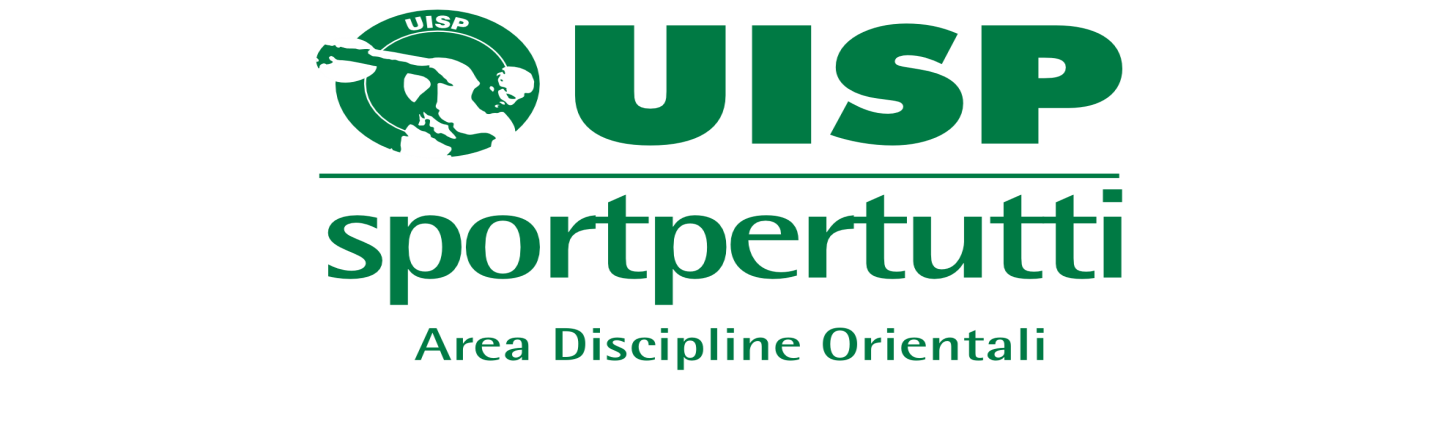 UISP
UISP
sportpertutti
Area Discipline Orientali